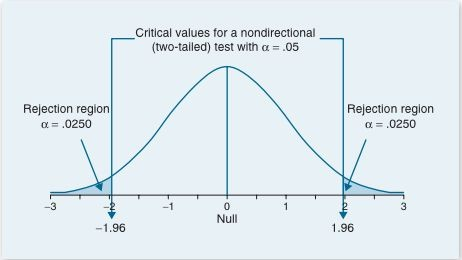 Critical values for a nondirectional
(two-tailed) test with α = .05
Rejection region
α = .0250
Rejection region
α = .0250
−3 −2 −1 0 1 2 3
Null
−1.96 1.96